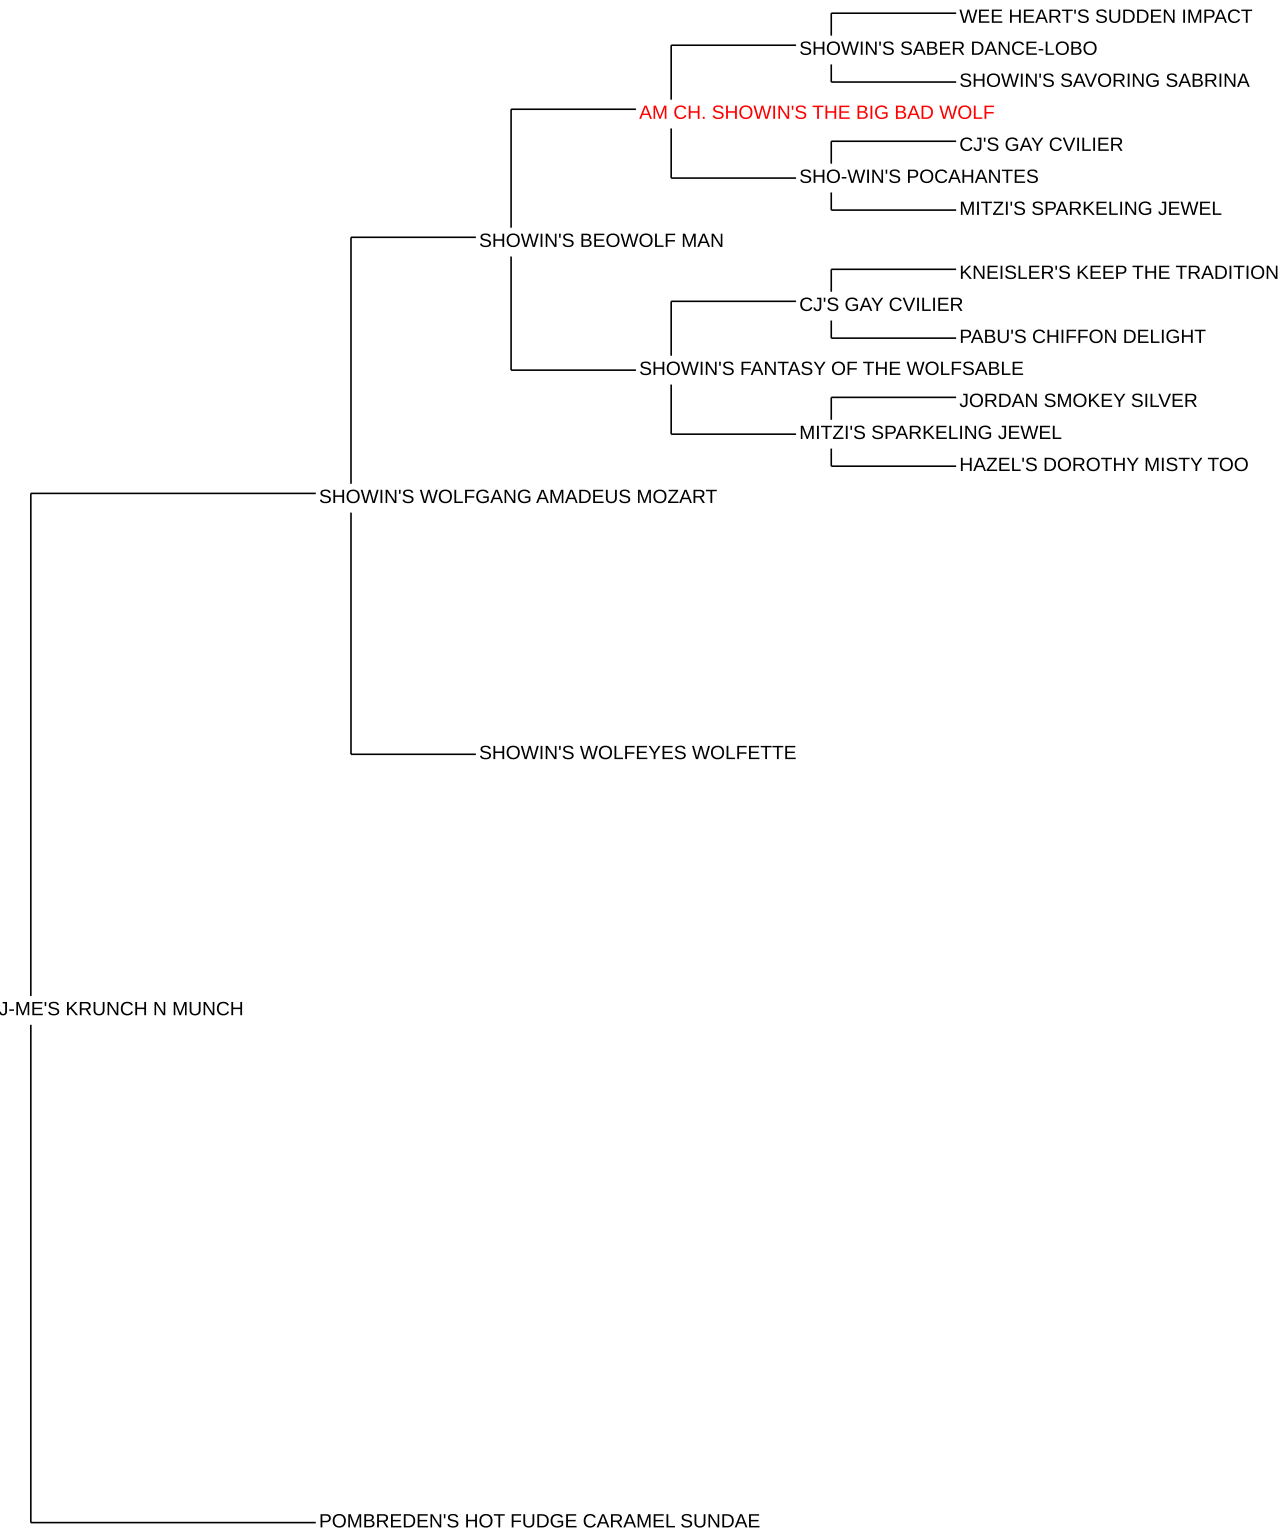 WEE HEART'S SUDDEN IMPACT
SHOWIN'S SABER DANCE-LOBO
SHOWIN'S SAVORING SABRINA
AM CH. SHOWIN'S THE BIG BAD WOLF
CJ'S GAY CVILIER
SHO-WIN'S POCAHANTES
MITZI'S SPARKELING JEWEL
SHOWIN'S BEOWOLF MAN
KNEISLER'S KEEP THE TRADITION
CJ'S GAY CVILIER
PABU'S CHIFFON DELIGHT
SHOWIN'S FANTASY OF THE WOLFSABLE
JORDAN SMOKEY SILVER
MITZI'S SPARKELING JEWEL
HAZEL'S DOROTHY MISTY TOO
SHOWIN'S WOLFGANG AMADEUS MOZART
SHOWIN'S WOLFEYES WOLFETTE
J-ME'S KRUNCH N MUNCH
POMBREDEN'S HOT FUDGE CARAMEL SUNDAE